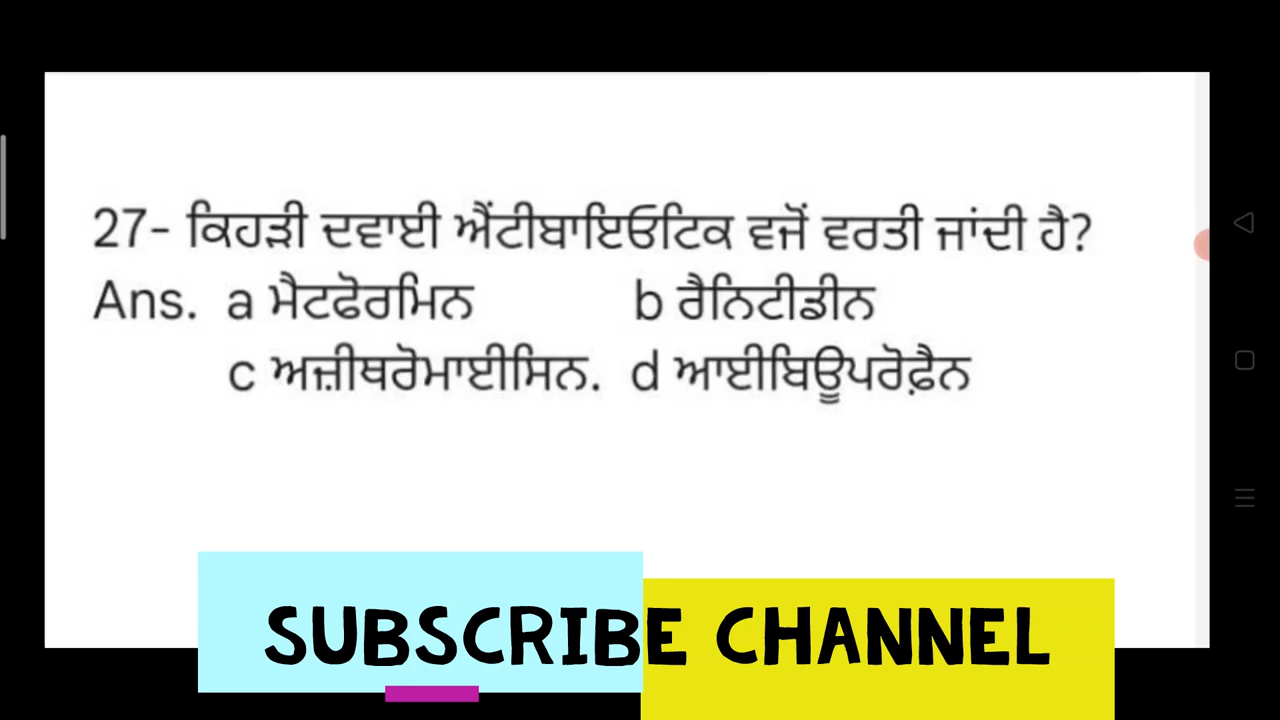 27- ਕਿਹੜੀ ਦਵਾਈ ਐਂਟੀਬਾਇਓਟਿਕ ਵਜੋਂ ਵਰਤੀ ਜਾਂਦੀ ਹੈ?
Ans. a ਮੈਟਫੋਰਮਿਨ b ਰੈਨਿਟੀਡੀਨ
c ਅਜ਼ੀਥਰੋਮਾਈਸਿਨ. d ਆਈਬਿਊਪਰੋਫ਼ੈਨ
SUBSCRIBE CHANNEL